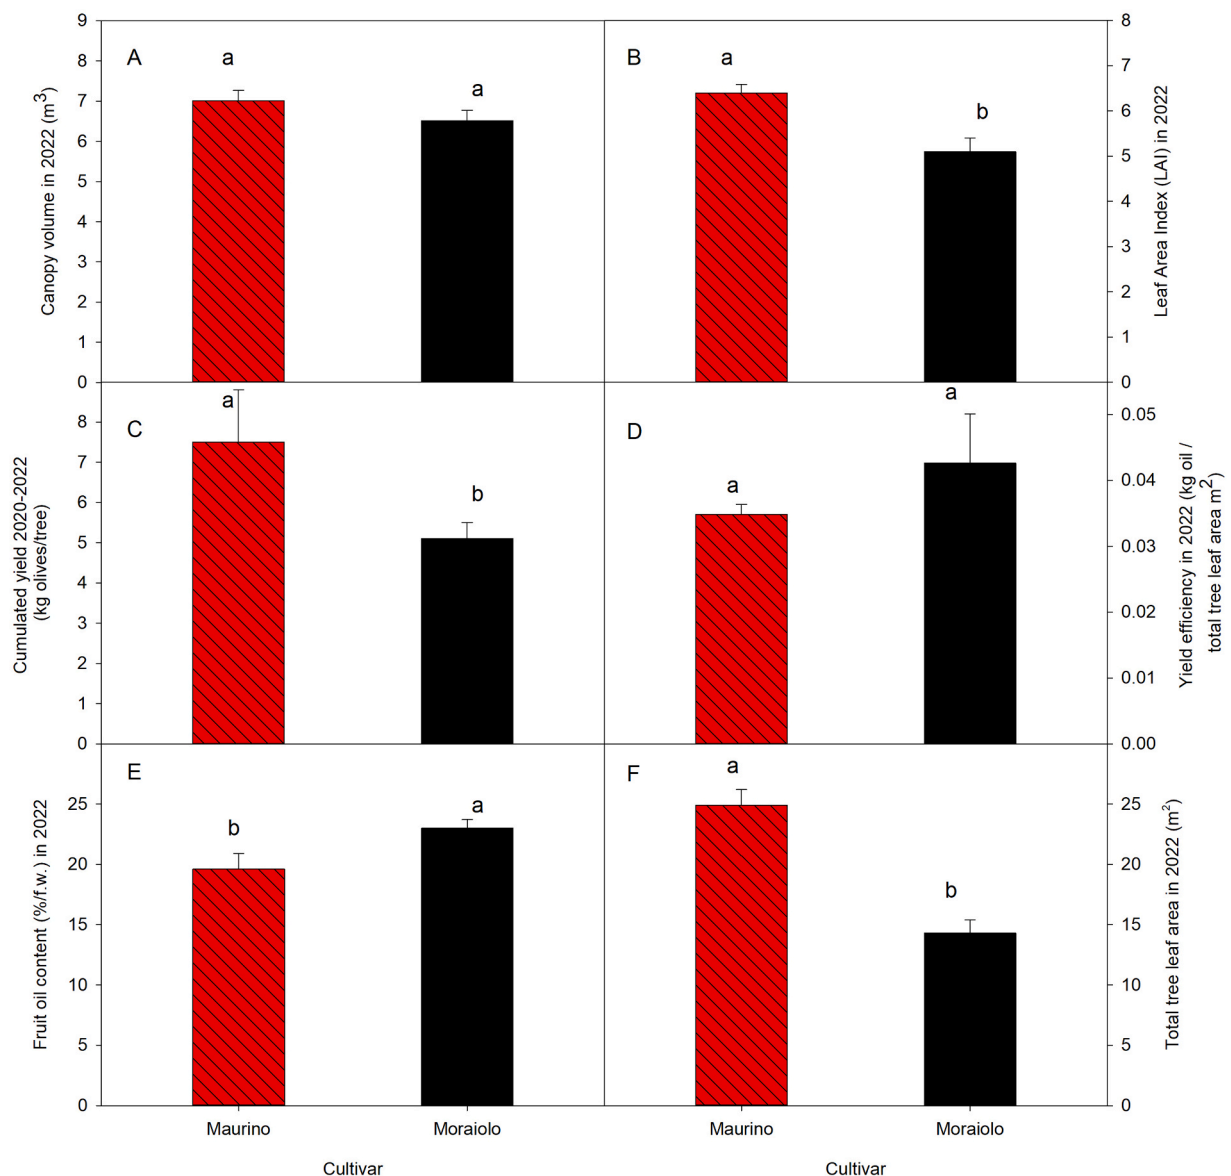 A
a
a
9
8
7
6
5
4
3
2
1
0
Canopy volume in 2022 (m³)
B
a
b
8
7
6
5
4
3
2
1
0
Leaf Area Index (LAI) in 2022
C
a
b
8
7
6
5
4
3
2
1
0
Cumulated yield 2020-2022
(kg olives/tree)
D
a
a
0.05
0.04
0.03
0.02
0.01
0.00
Yield efficiency in 2022 (kg oil /
total tree leaf area m²)
E
b
a
25
20
15
10
5
0
Fruit oil content (%/f.w.) in 2022
F
a
b
25
20
15
10
5
0
Total tree leaf area in 2022 (m²)
Maurino Moraiolo Maurino Moraiolo
Cultivar Cultivar